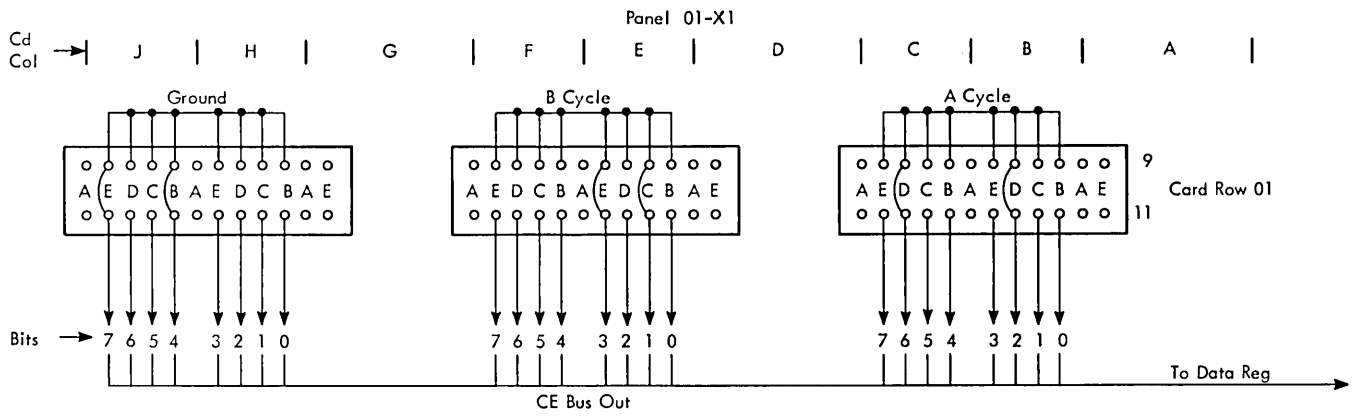 Panel 01-X1
Cd Col
J H G F E D C B A
Ground B Cycle A Cycle
9
A E D C B A E D C B A E A E D C B A E D C B A E A E D C B A E D C B A E
Card Row 01
11
Bits 7 6 5 4 3 2 1 0 7 6 5 4 3 2 1 0 7 6 5 4 3 2 1 0
To Data Reg
CE Bus Out